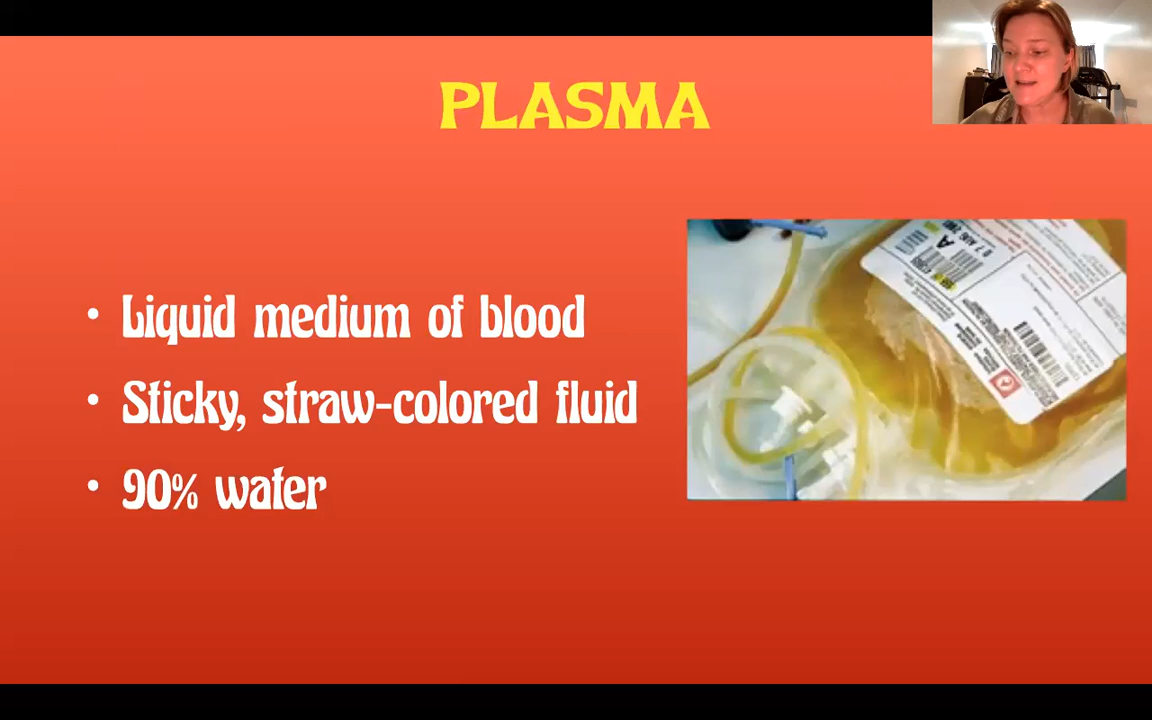 PLASMA
• Liquid medium of blood
• Sticky, straw-colored fluid
• 90% water
A